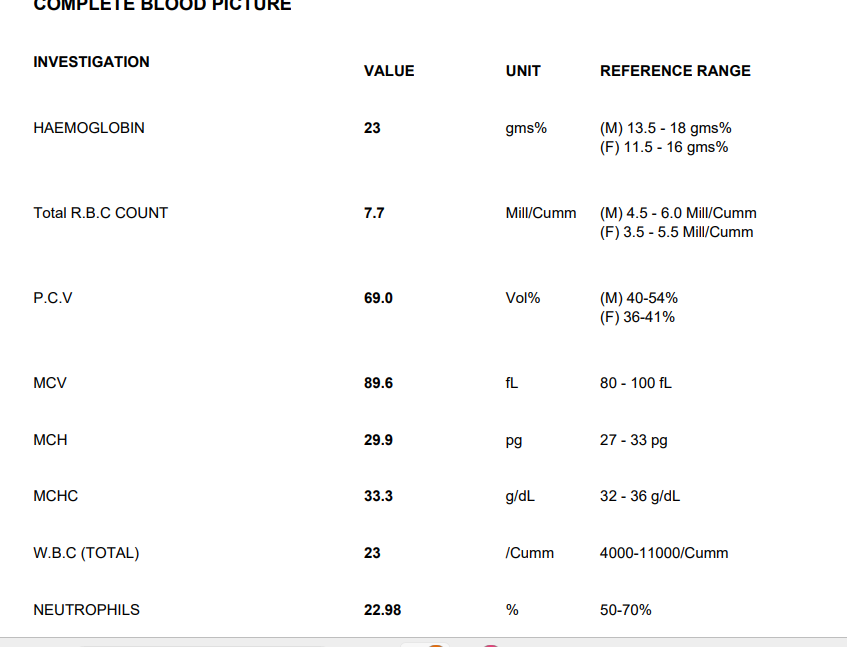 COMPLETE BLOOD PICTURE
INVESTIGATION
VALUE UNIT REFERENCE RANGE
HAEMOGLOBIN 23 gms% (M) 13.5 - 18 gms%
(F) 11.5 - 16 gms%
Total R.B.C COUNT 7.7 Mill/Cumm (M) 4.5 - 6.0 Mill/Cumm
(F) 3.5 - 5.5 Mill/Cumm
P.C.V 69.0 Vol% (M) 40-54%
(F) 36-41%
MCV 89.6 fL 80 - 100 fL
MCH 29.9 pg 27 - 33 pg
MCHC 33.3 g/dL 32 - 36 g/dL
W.B.C (TOTAL) 23 /Cumm 4000-11000/Cumm
NEUTROPHILS 22.98 % 50-70%